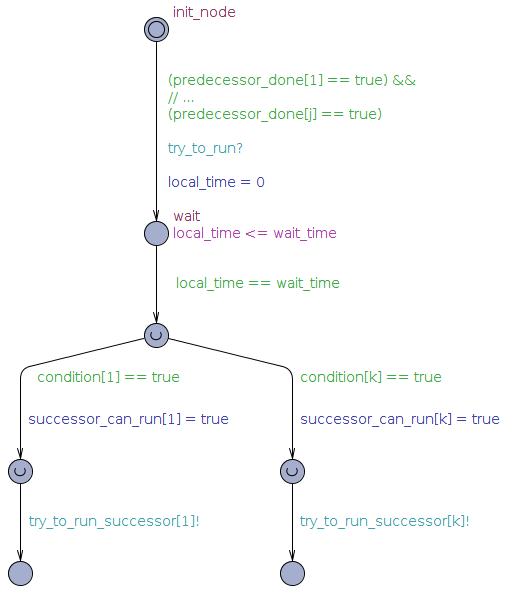 init_node
(predecessor_done[1] == true) &&
// ...
(predecessor_done[j] == true)
try_to_run?
local_time = 0
wait
local_time <= wait_time
local_time == wait_time
condition[1] == true
condition[k] == true
successor_can_run[1] = true
successor_can_run[k] = true
try_to_run_successor[1]!
try_to_run_successor[k]!